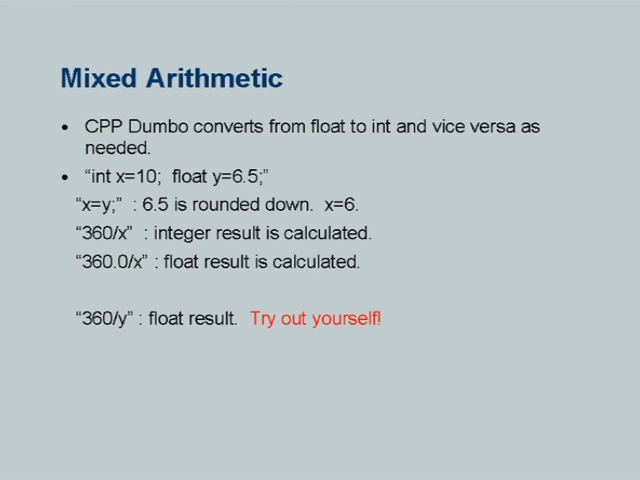 Mixed Arithmetic
• CPP Dumbo converts from float to int and vice versa as
needed.
• “int x=10;  float y=6.5;”
“x=y;”  : 6.5 is rounded down.  x=6.
“360/x”  : integer result is calculated.
“360.0/x” : float result is calculated.
“360/y” : float result.  Try out yourself!